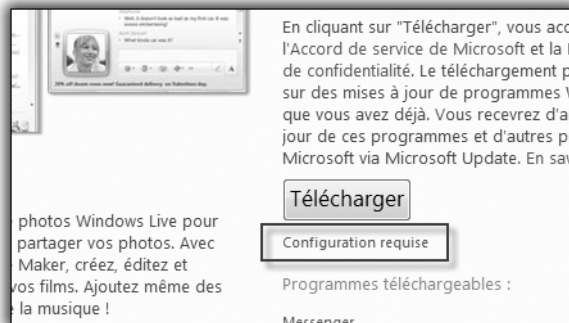 En cliquant sur "Télécharger", vous acc
l'Accord de service de Microsoft et la
de confidentialité. Le téléchargement p
sur des mises à jour de programmes
que vous avez déjà. Vous recevrez d'a
jour de ces programmes et d'autres p
Microsoft via Microsoft Update. En sav
Télécharger
Configuration requise
Programmes téléchargeables :
Messenger
photos Windows Live pour
partager vos photos. Avec
Maker, créez, éditez et
vos films. Ajoutez même des
la musique !